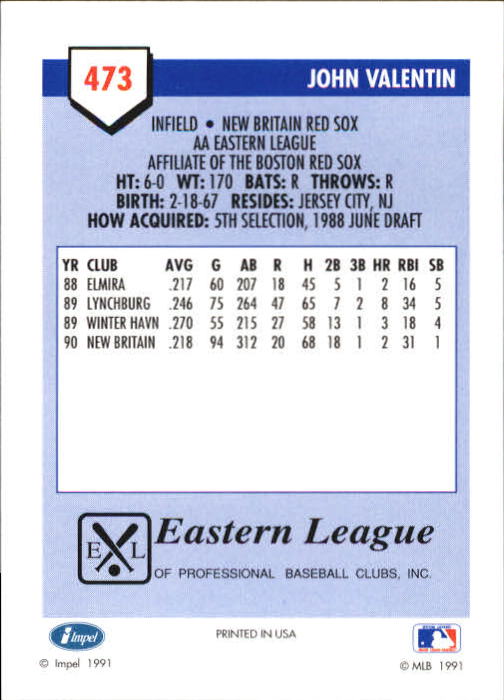 473
JOHN VALENTIN
INFIELD • NEW BRITAIN RED SOX
AA EASTERN LEAGUE
AFFILIATE OF THE BOSTON RED SOX
HT: 6-0 WT: 170 BATS: R THROWS: R
BIRTH: 2-18-67 RESIDES: JERSEY CITY, NJ
HOW ACQUIRED: 5TH SELECTION, 1988 JUNE DRAFT
YR CLUB AVG G AB R H 2B 3B HR RBI SB
88 ELMIRA .217 60 207 18 45 5 1 2 16 5
89 LYNCHBURG .246 75 264 47 65 7 2 8 34 5
89 WINTER HAVN .270 55 215 27 58 13 1 3 18 4
90 NEW BRITAIN .218 94 312 20 68 18 1 2 31 1
E L
Eastern League
OF PROFESSIONAL BASEBALL CLUBS, INC.
Impel
PRINTED IN USA
© Impel 1991
© MLB 1991